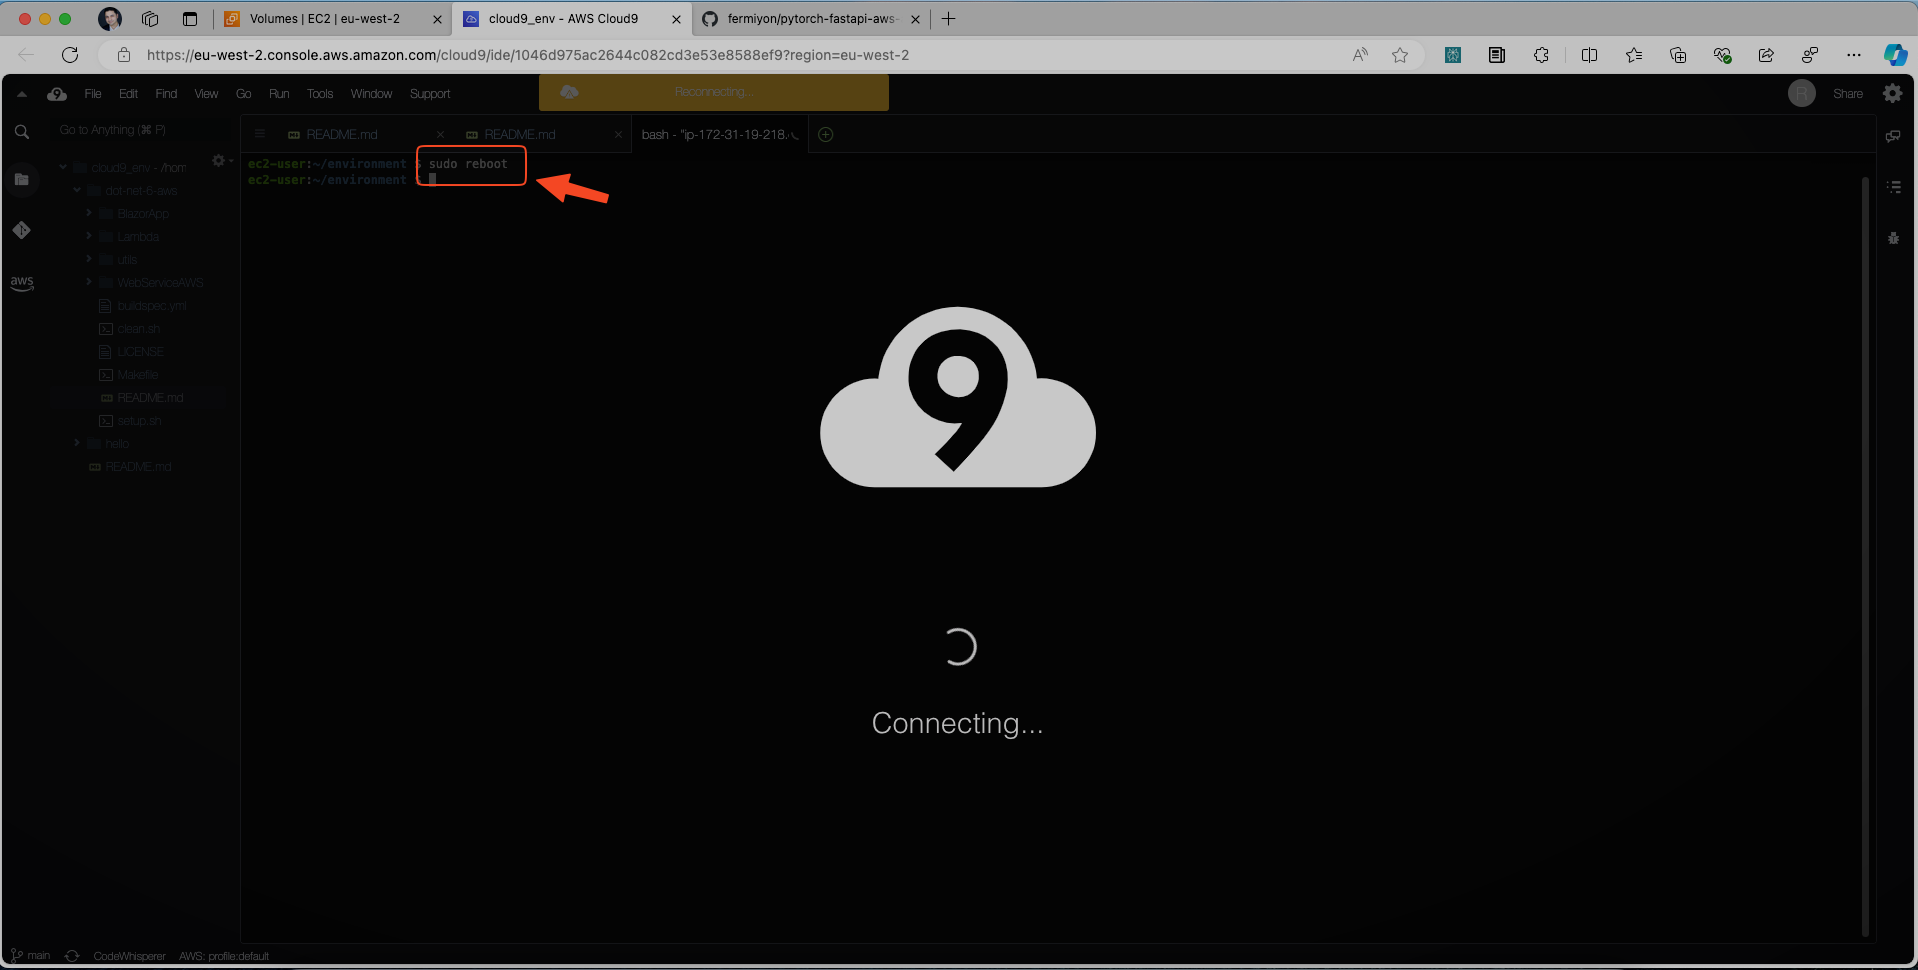 Volumes | EC2 | eu-west-2
cloud9_env - AWS Cloud9
fermiyon/pytorch-fastapi-aws-
https://eu-west-2.console.aws.amazon.com/cloud9/ide/1046d975ac2644c082cd3e53e8588ef9?region=eu-west-2
9 File Edit Find View Go Run Tools Window Support
Reconnecting...
R Share
Go to Anything (⌘ P)
README.md
README.md
bash - "ip-172-31-19-218.
ec2-user:~/environment $ sudo reboot
ec2-user:~/environment $
cloud9_env - /hom
dot-net-6-aws
BlazorApp
Lambda
utils
WebServiceAWS
buildspec.yml
clean.sh
LICENSE
Makefile
README.md
setup.sh
hello
README.md
aws
9
Connecting...
main CodeWhisperer AWS: profile:default